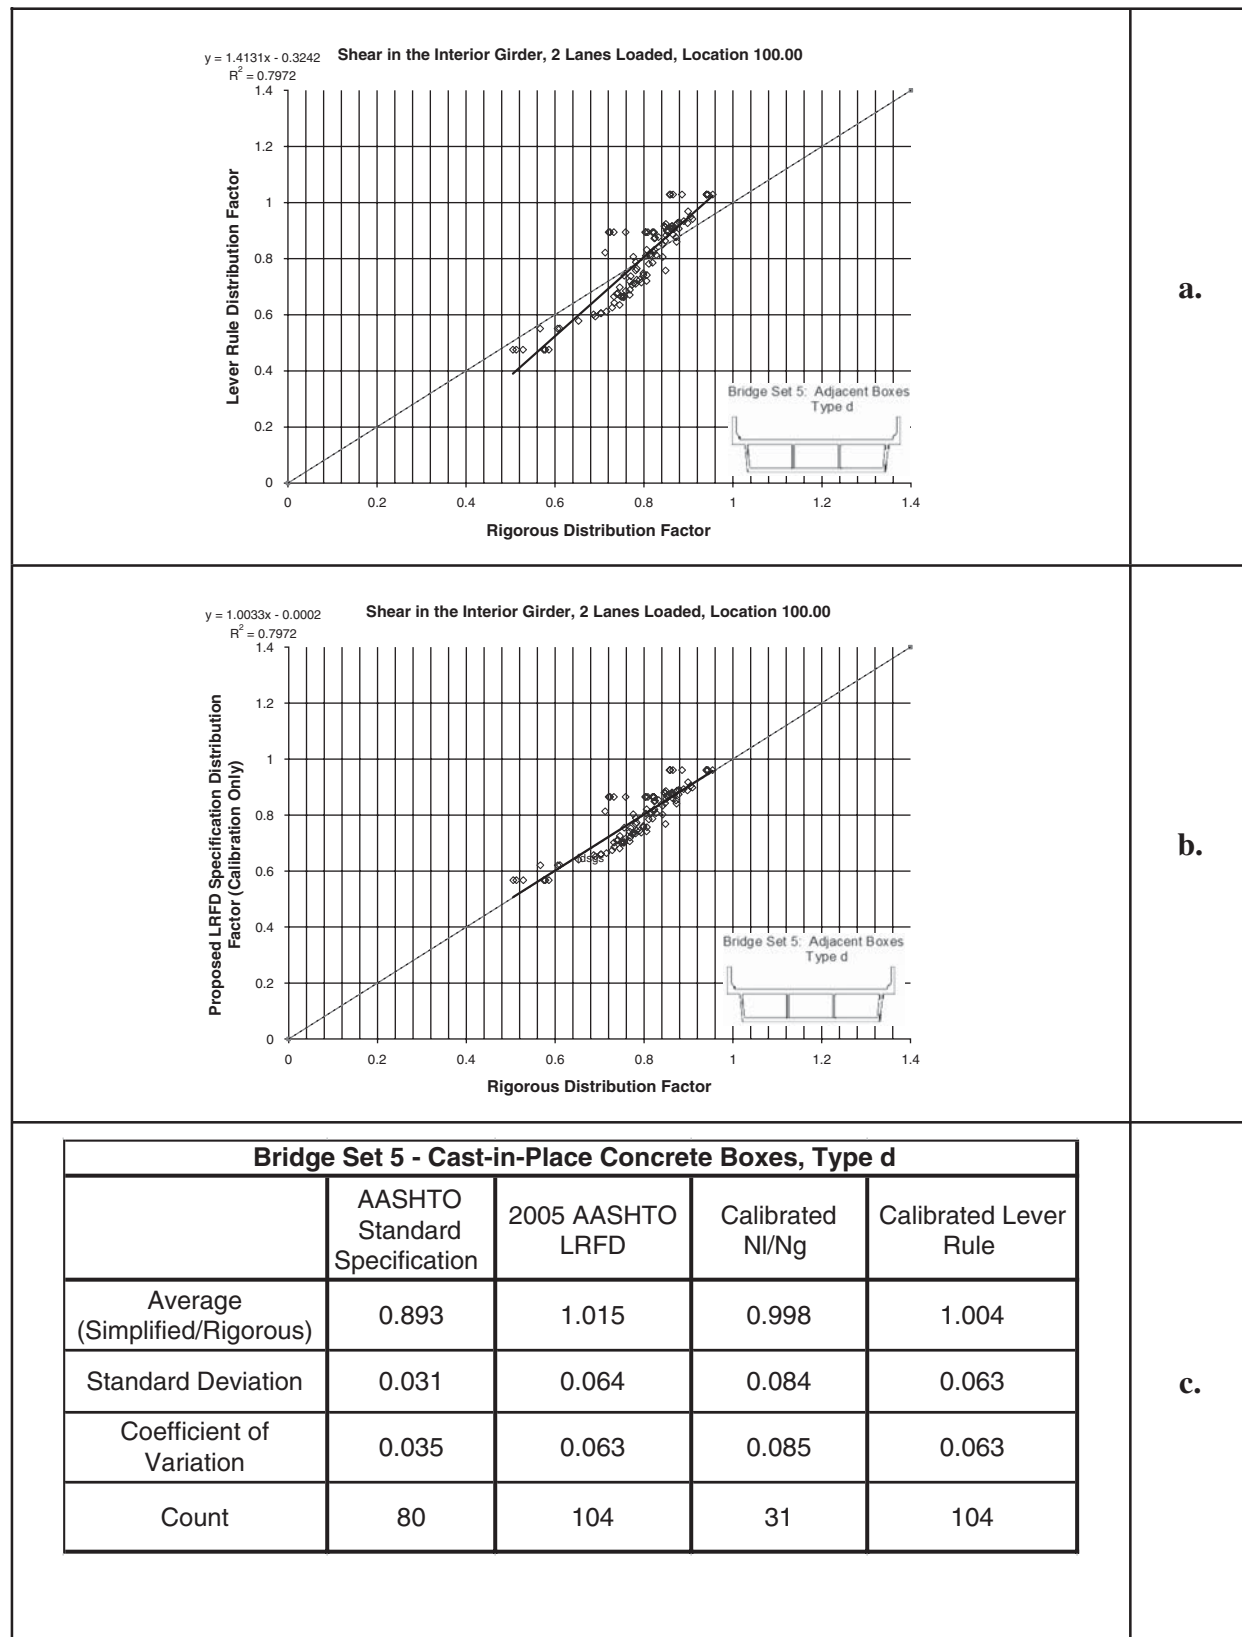 y = 1.4131x - 0.3242
R² = 0.7972
Shear in the Interior Girder, 2 Lanes Loaded, Location 100.00
Lever Rule Distribution Factor
1.4
1.2
1
0.8
0.6
0.4
0.2
0
0 0.2 0.4 0.6 0.8 1 1.2 1.4
Rigorous Distribution Factor
Bridge Set 5: Adjacent Boxes
Type d
a.
y = 1.0033x - 0.0002
R² = 0.7972
Shear in the Interior Girder, 2 Lanes Loaded, Location 100.00
Proposed LRFD Specification Distribution
Factor (Calibration Only)
1.4
1.2
1
0.8
0.6
0.4
0.2
0
0 0.2 0.4 0.6 0.8 1 1.2 1.4
Rigorous Distribution Factor
Bridge Set 5: Adjacent Boxes
Type d
b.
Bridge Set 5 - Cast-in-Place Concrete Boxes, Type d
AASHTO
Standard
Specification
2005 AASHTO
LRFD
Calibrated
Nl/Ng
Calibrated Lever
Rule
Average
(Simplified/Rigorous)
0.893 1.015 0.998 1.004
Standard Deviation 0.031 0.064 0.084 0.063
Coefficient of
Variation
0.035 0.063 0.085 0.063
Count 80 104 31 104
c.